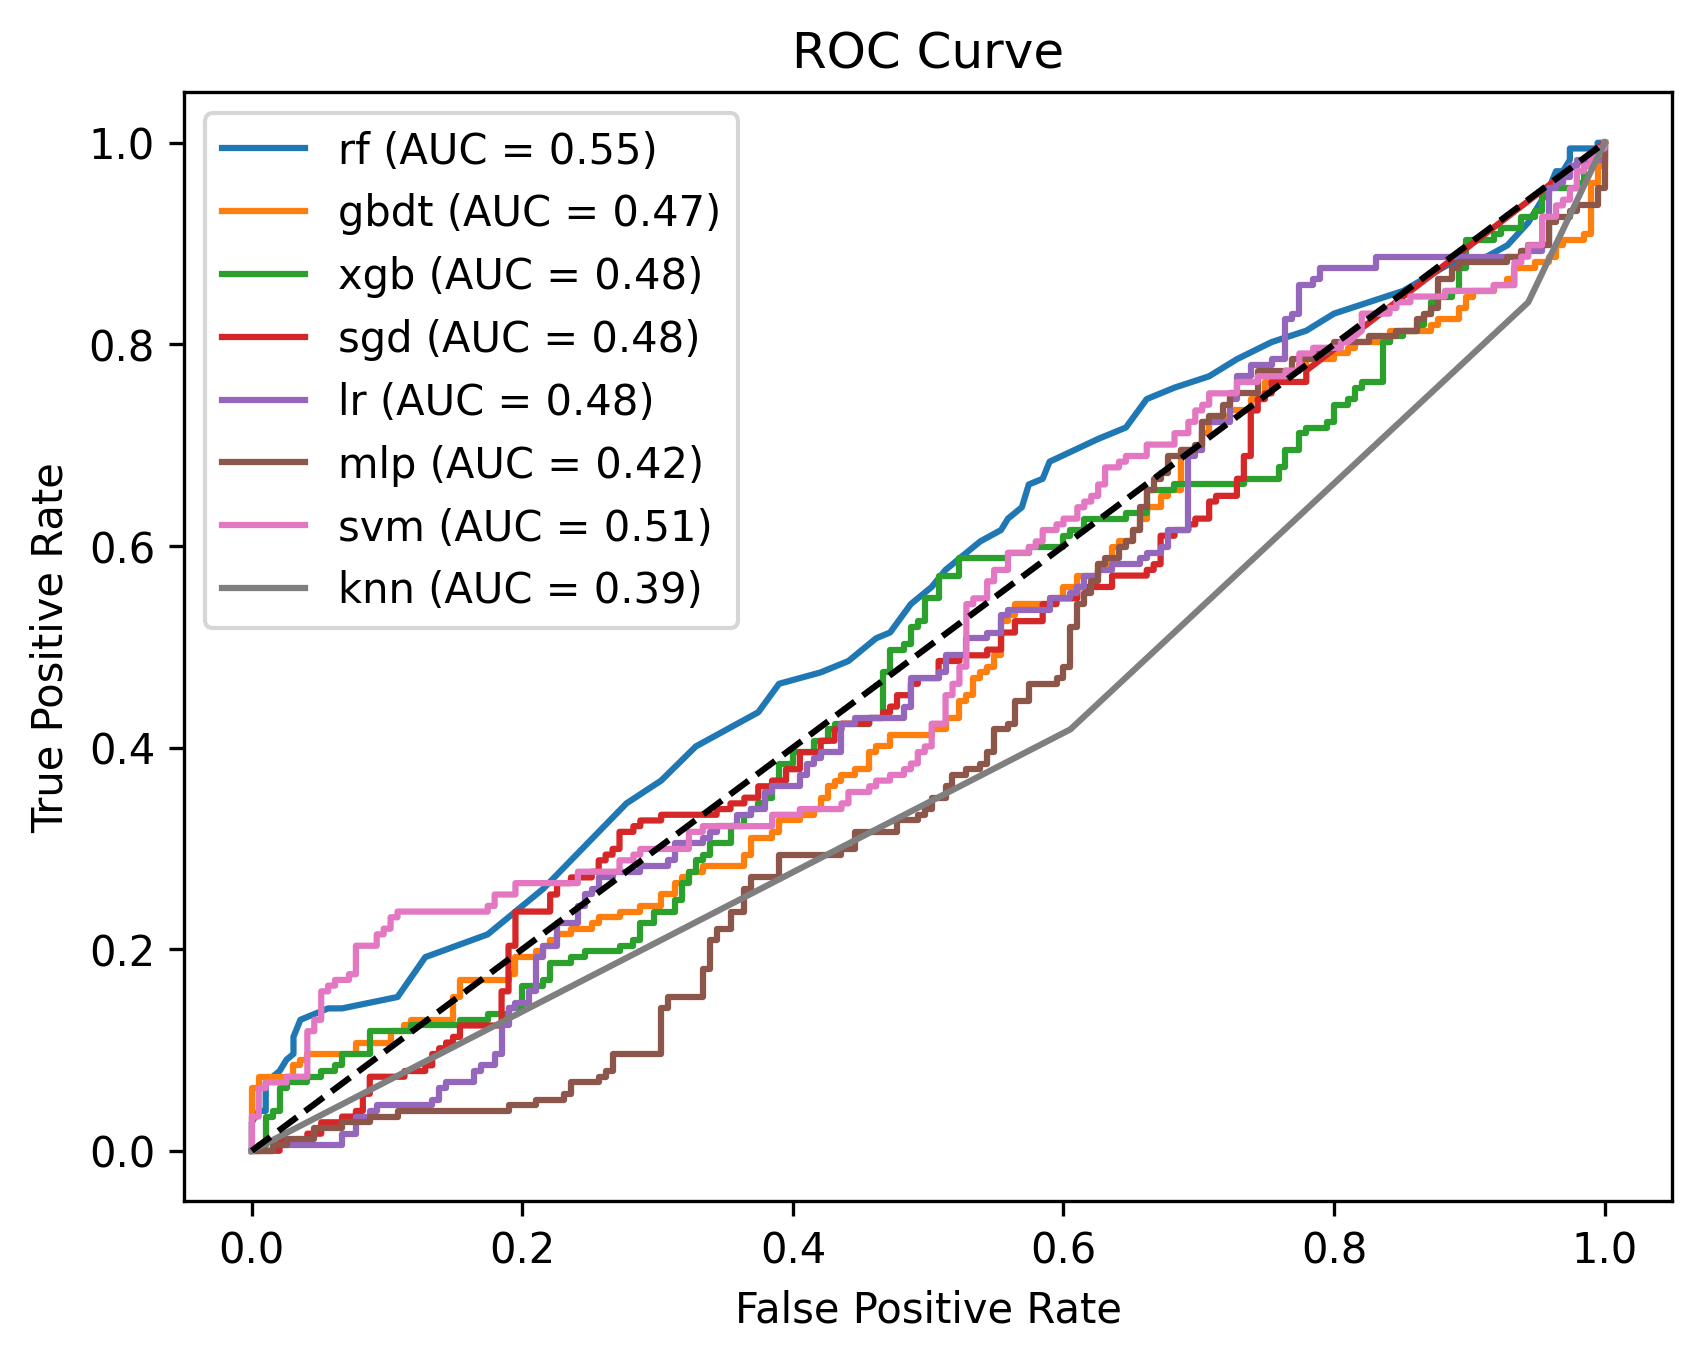 ROC Curve
rf (AUC = 0.55)
gbdt (AUC = 0.47)
xgb (AUC = 0.48)
sgd (AUC = 0.48)
lr (AUC = 0.48)
mlp (AUC = 0.42)
svm (AUC = 0.51)
knn (AUC = 0.39)
True Positive Rate
1.0
0.8
0.6
0.4
0.2
0.0
0.0 0.2 0.4 0.6 0.8 1.0
False Positive Rate